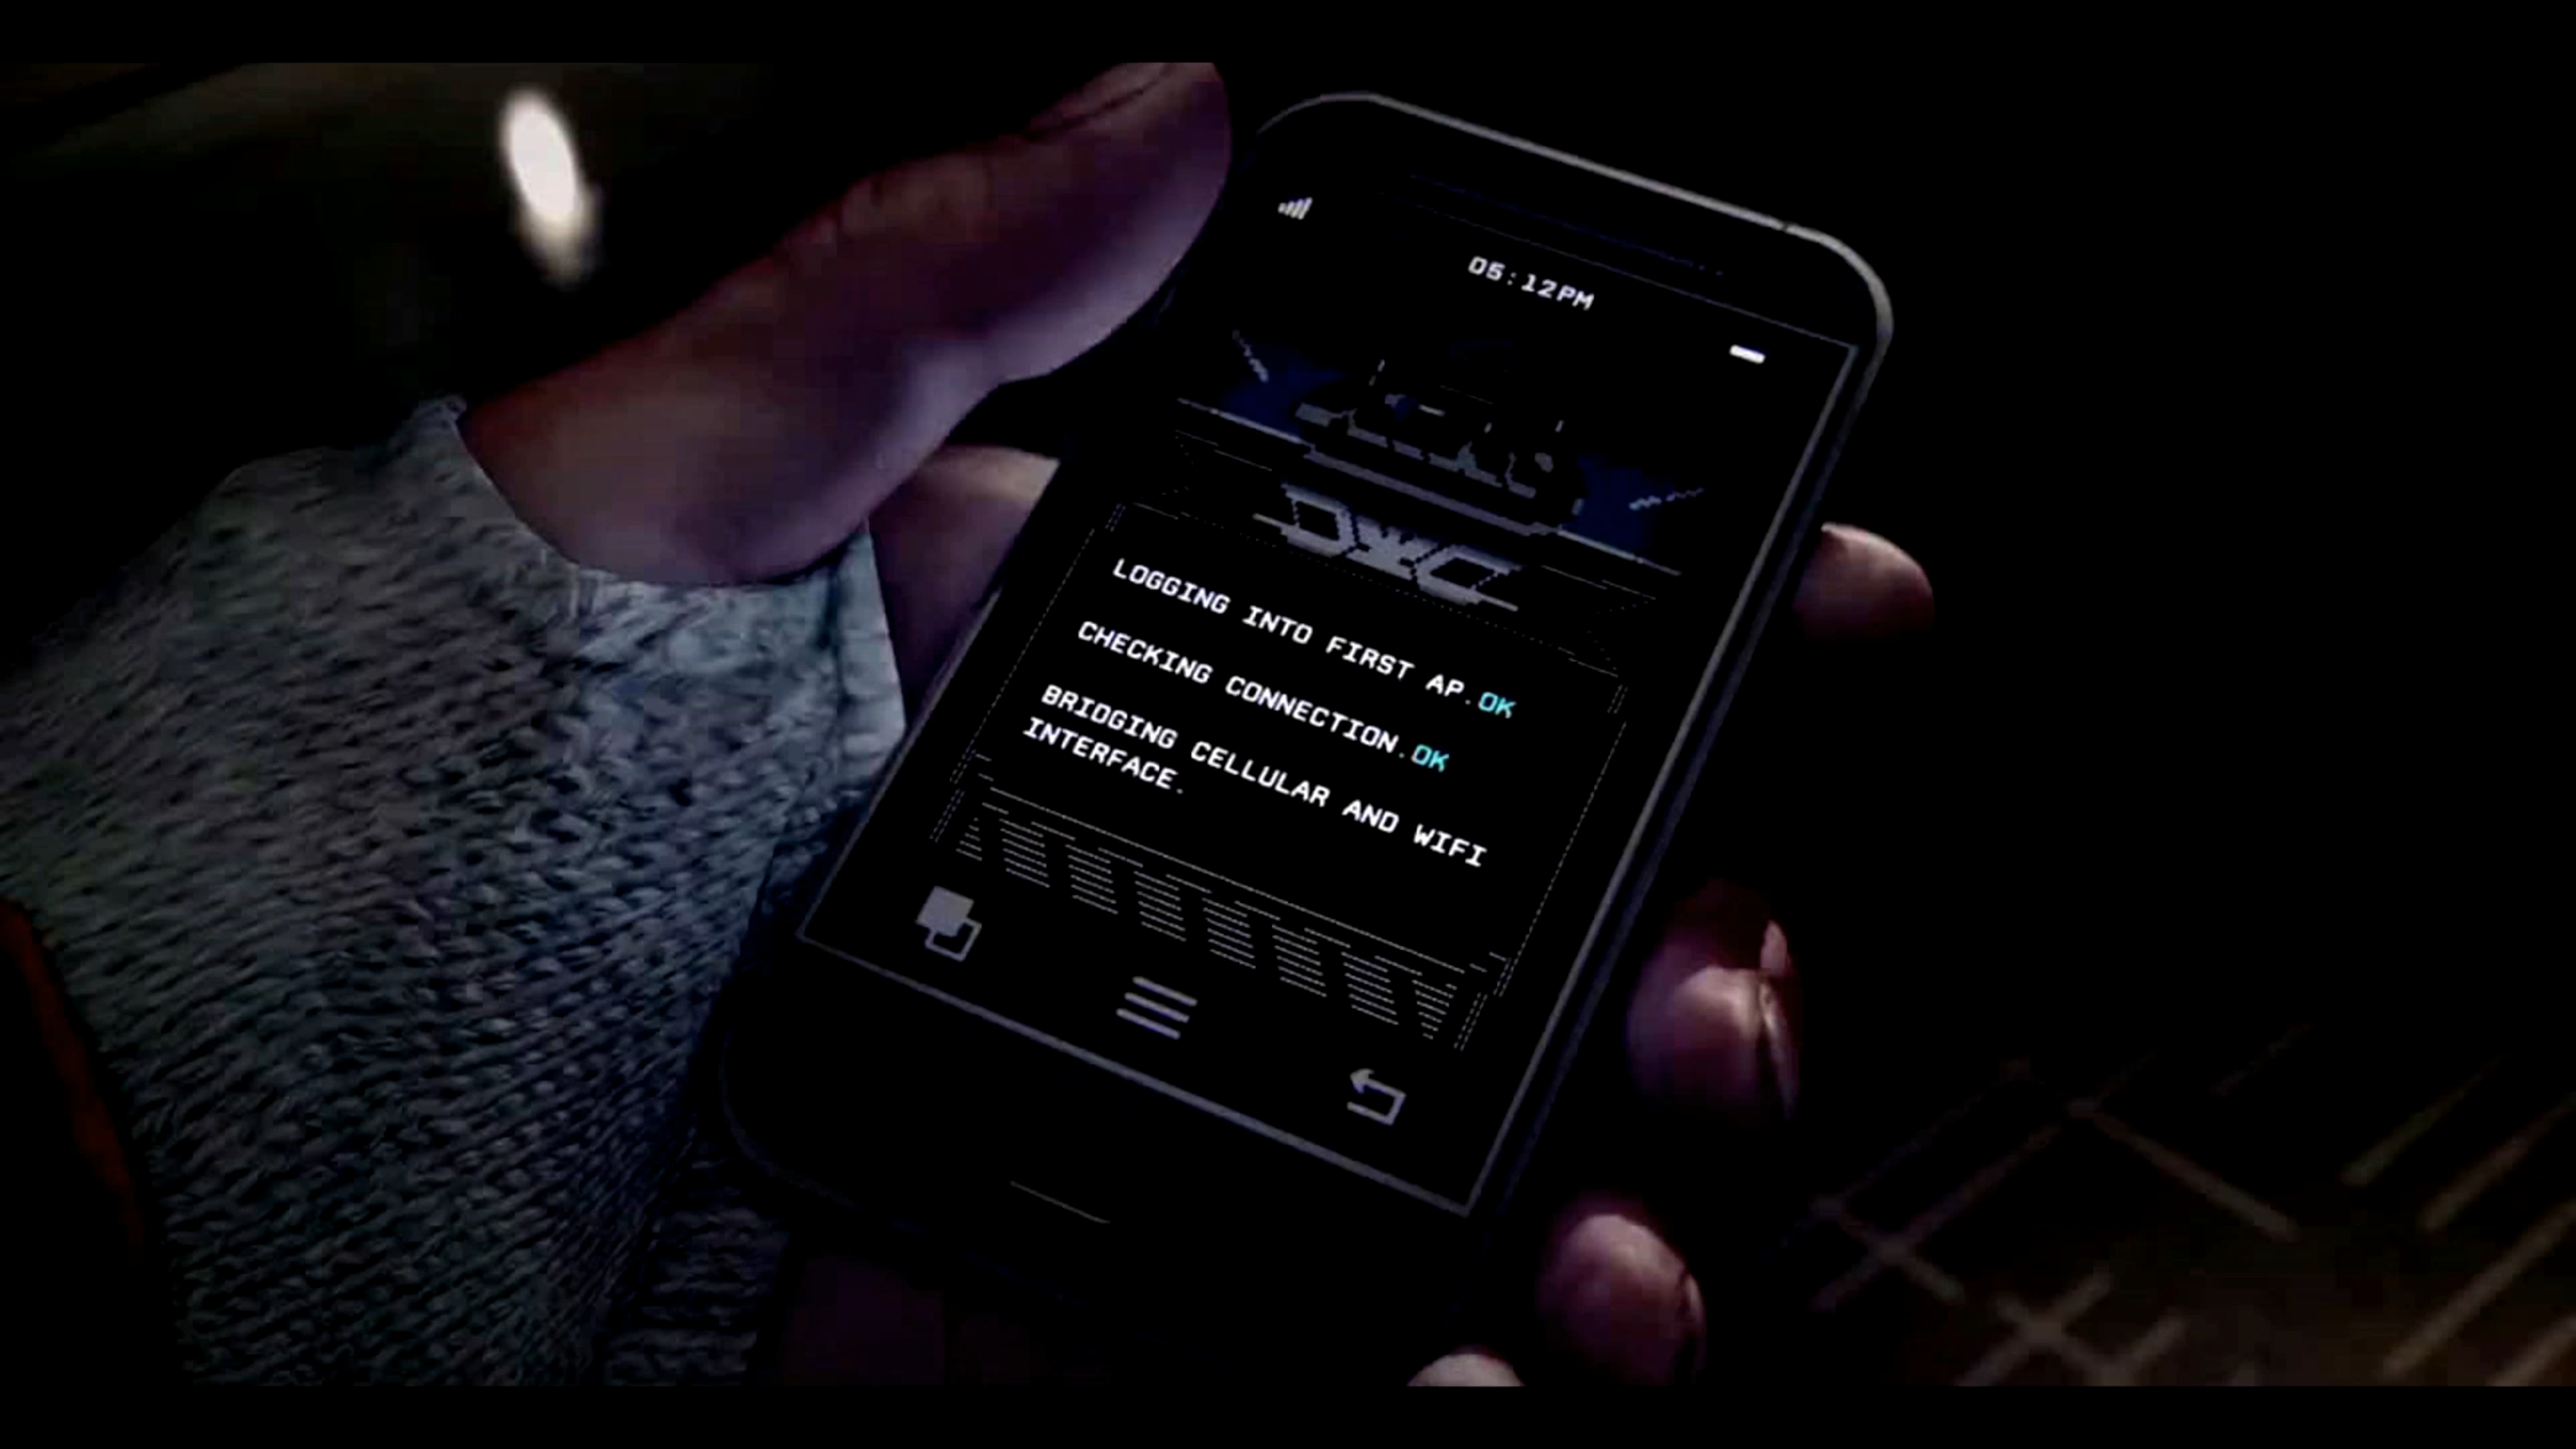 05:12PM
LOGGING INTO FIRST AP.OK
CHECKING CONNECTION.OK
BRIDGING CELLULAR AND WIFI
INTERFACE.